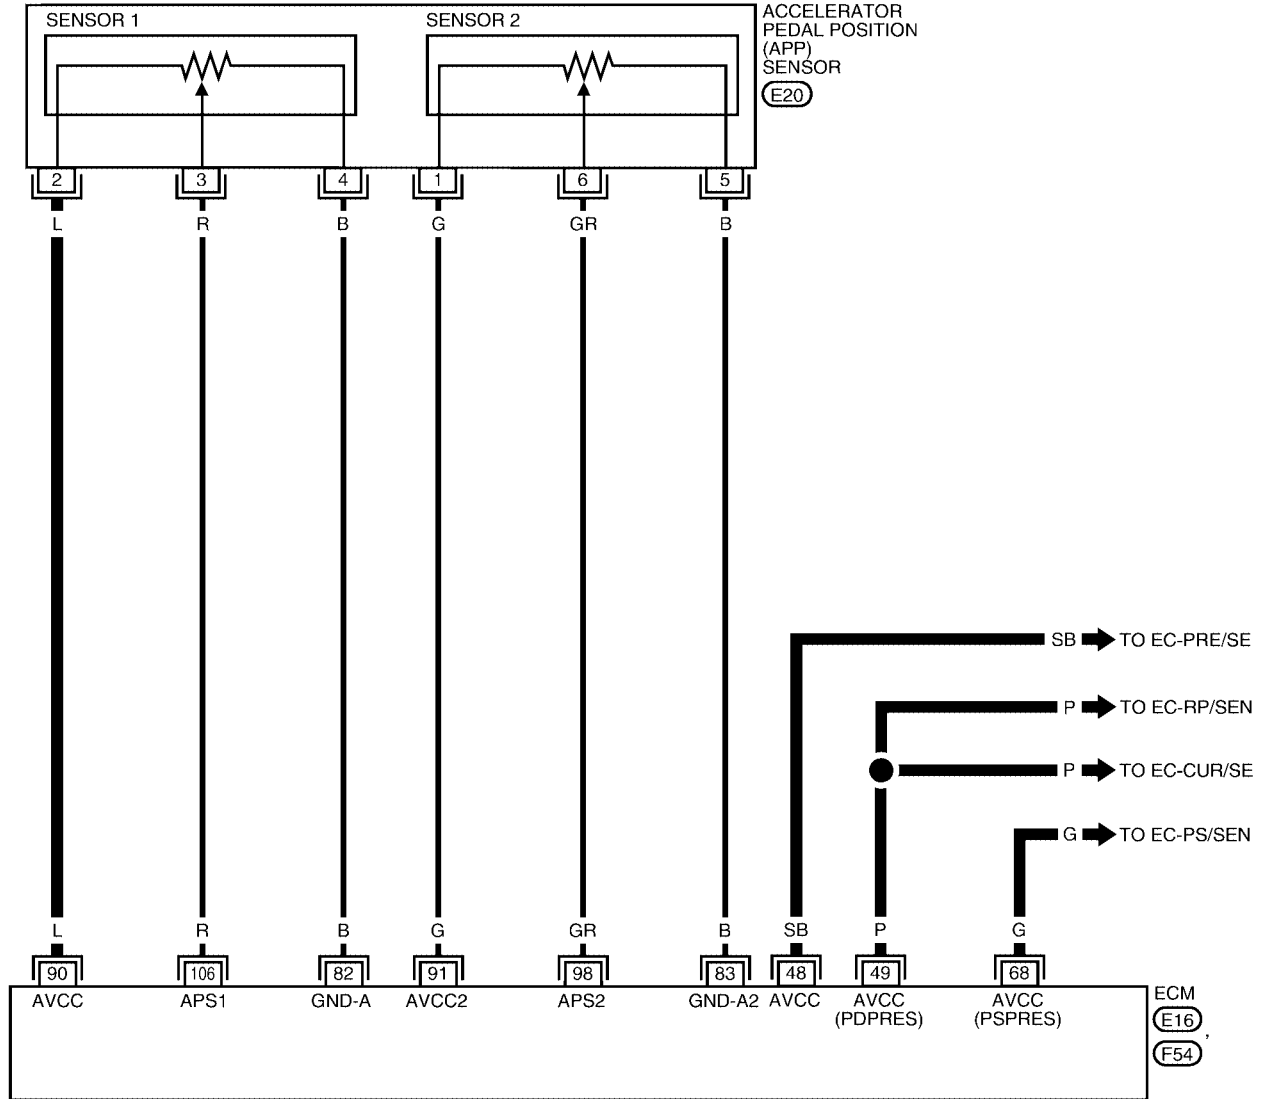 SENSOR 1
SENSOR 2
ACCELERATOR
PEDAL POSITION
(APP)
SENSOR
E20
2 3 4 1 6 5
L R B G GR B
SB TO EC-PRE/SE
P TO EC-RP/SEN
P TO EC-CUR/SE
G TO EC-PS/SEN
L R B G GR B SB P G
90 106 82 91 98 83 48 49 68
AVCC APS1 GND-A AVCC2 APS2 GND-A2 AVCC AVCC AVCC
(PDPRES) (PSPRES)
ECM
E16 ,
F54